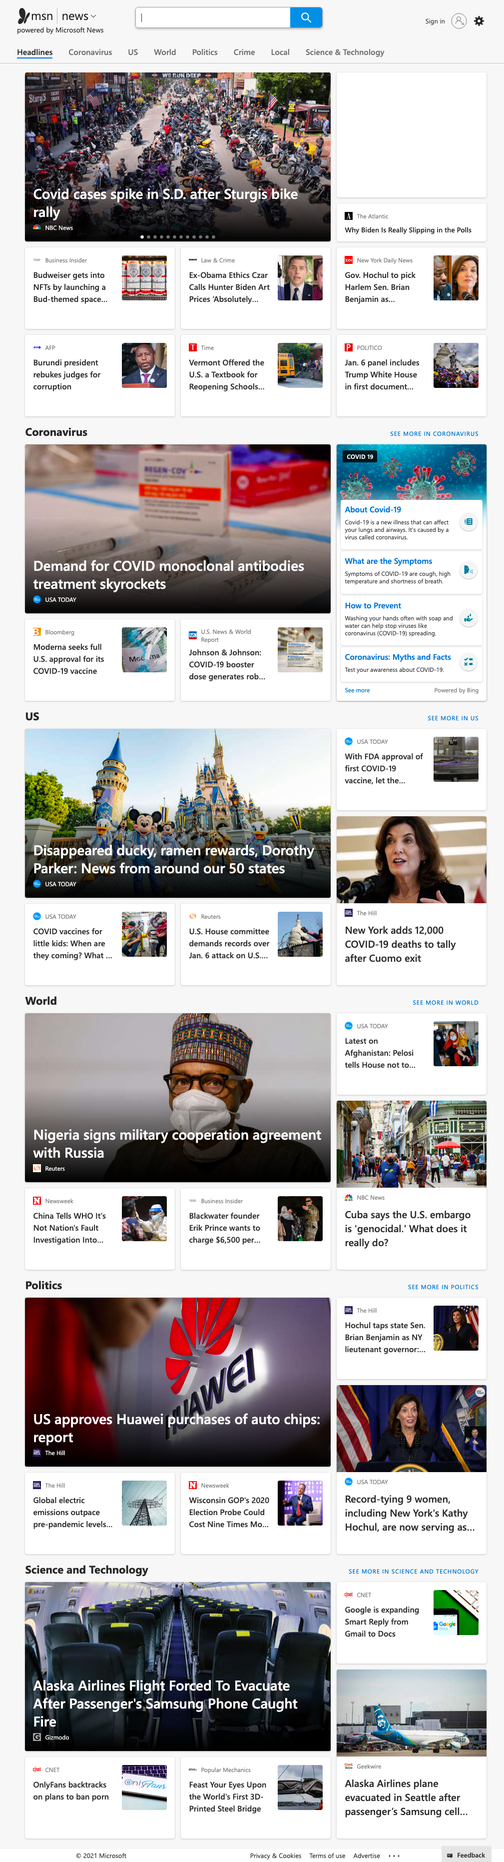 msn | news
powered by Microsoft News
Sign in
Headlines Coronavirus US World Politics Crime Local Science & Technology
Covid cases spike in S.D. after Sturgis bike
rally
NBC News
The Atlantic
Why Biden Is Really Slipping in the Polls
Business Insider
Budweiser gets into
NFTs by launching a
Bud-themed space...
Law & Crime
Ex-Obama Ethics Czar
Calls Hunter Biden Art
Prices 'Absolutely...
New York Daily News
Gov. Hochul to pick
Harlem Sen. Brian
Benjamin as...
AFP
Burundi president
rebukes judges for
corruption
Time
Vermont Offered the
U.S. a Textbook for
Reopening Schools...
POLITICO
Jan. 6 panel includes
Trump White House
in first document...
Coronavirus
SEE MORE IN CORONAVIRUS
REGEN-COV
Demand for COVID monoclonal antibodies
treatment skyrockets
USA TODAY
COVID 19
About Covid-19
Covid-19 is a new illness that can affect
your lungs and airways. It's caused by a
virus called coronavirus.
What are the Symptoms
Symptoms of COVID-19 are cough, high
temperature and shortness of breath.
How to Prevent
Washing your hands often with soap and
water can help stop viruses like
coronavirus (COVID-19) spreading.
Coronavirus: Myths and Facts
Test your awareness about COVID-19.
See more
Powered by Bing
Bloomberg
Moderna seeks full
U.S. approval for its
COVID-19 vaccine
U.S. News & World
Report
Johnson & Johnson:
COVID-19 booster
dose generates rob...
US
SEE MORE IN US
Disappeared ducky, ramen rewards, Dorothy
Parker: News from around our 50 states
USA TODAY
USA TODAY
With FDA approval of
first COVID-19
vaccine, let the...
The Hill
New York adds 12,000
COVID-19 deaths to tally
after Cuomo exit
USA TODAY
COVID vaccines for
little kids: When are
they coming? What ...
Reuters
U.S. House committee
demands records over
Jan. 6 attack on U.S....
World
SEE MORE IN WORLD
Nigeria signs military cooperation agreement
with Russia
Reuters
USA TODAY
Latest on
Afghanistan: Pelosi
tells House not to...
NBC News
Cuba says the U.S. embargo
is 'genocidal.' What does it
really do?
Newsweek
China Tells WHO It's
Not Nation's Fault
Investigation Into...
Business Insider
Blackwater founder
Erik Prince wants to
charge $6,500 per...
Politics
SEE MORE IN POLITICS
HUAWEI
US approves Huawei purchases of auto chips:
report
The Hill
The Hill
Hochul taps state Sen.
Brian Benjamin as NY
lieutenant governor:...
USA TODAY
Record-tying 9 women,
including New York's Kathy
Hochul, are now serving as...
The Hill
Global electric
emissions outpace
pre-pandemic levels...
Newsweek
Wisconsin GOP's 2020
Election Probe Could
Cost Nine Times Mo...
Science and Technology
SEE MORE IN SCIENCE AND TECHNOLOGY
Alaska Airlines Flight Forced To Evacuate
After Passenger's Samsung Phone Caught
Fire
Gizmodo
CNET
Google is expanding
Smart Reply from
Gmail to Docs
Geekwire
Alaska Airlines plane
evacuated in Seattle after
passenger's Samsung cell...
CNET
OnlyFans backtracks
on plans to ban porn
Popular Mechanics
Feast Your Eyes Upon
the World's First 3D-
Printed Steel Bridge
© 2021 Microsoft
Privacy & Cookies Terms of use Advertise ...
Feedback